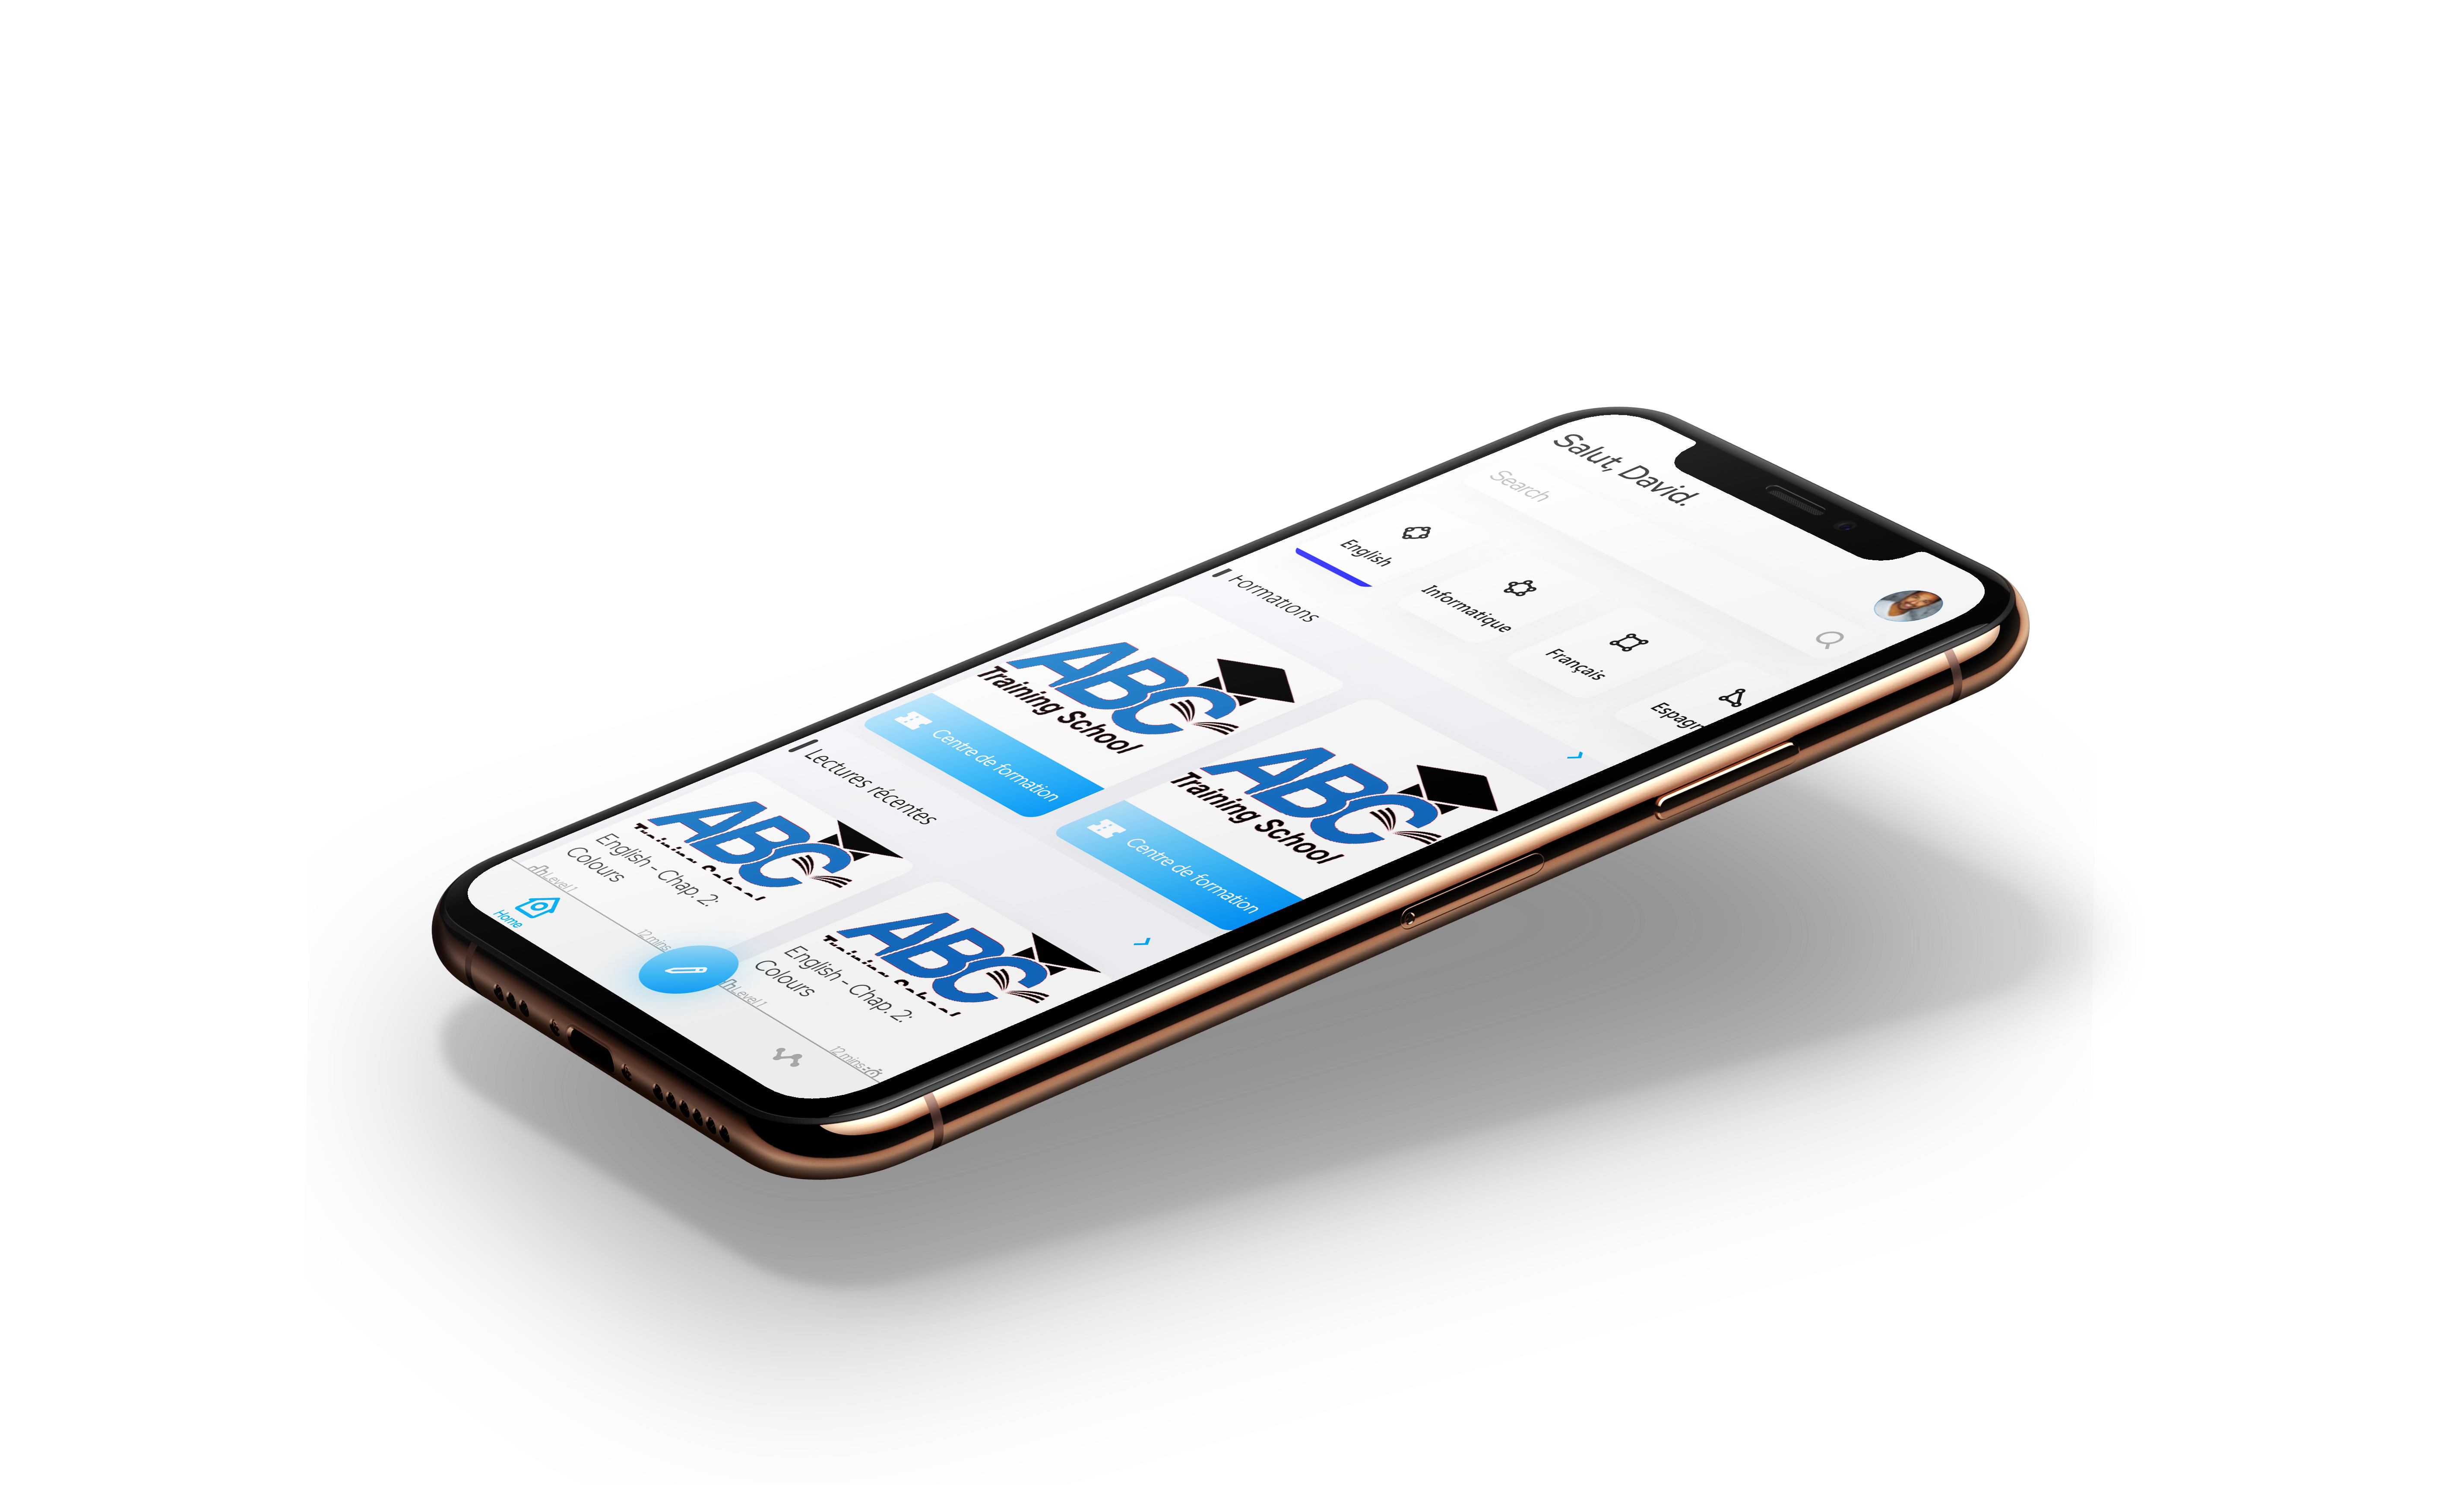 Salut, David.
Search
English
Informatique
Français
Espagn
Formations
ABC
Training School
Centre de formation
ABC
Training School
Centre de formation
Lectures récentes
ABC
Training School
English - Chap. 2:
Colours
Level 1
12 mins
ABC
Training School
English - Chap. 2:
Colours
Level 1
12 mins
Home